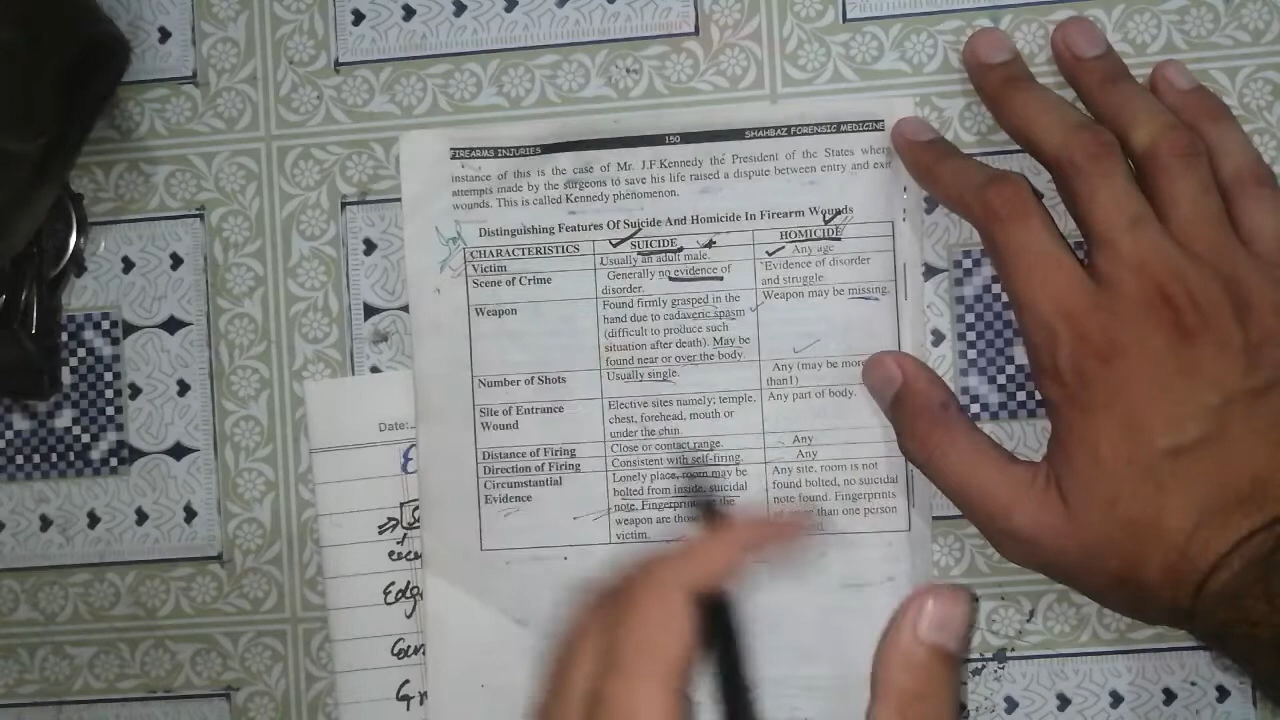 FIREARMS INJURIES 150 SHAHBAZ FORENSIC MEDICINE
instance of this is the case of Mr. J.F.Kennedy the President of the States where
attempts made by the surgeons to save his life raised a dispute between entry and exit
wounds. This is called Kennedy phenomenon.
Distinguishing Features Of Suicide And Homicide In Firearm Wounds
CHARACTERISTICS SUICIDE HOMICIDE
Victim Usually an adult male. Any age
Scene of Crime Generally no evidence of Evidence of disorder
disorder. and struggle.
Weapon Found firmly grasped in the Weapon may be missing.
hand due to cadaveric spasm
(difficult to produce such
situation after death). May be
found near or over the body.
Number of Shots Usually single. Any (may be more
than1)
Site of Entrance Elective sites namely; temple, Any part of body.
Wound chest, forehead, mouth or
under the chin.
Distance of Firing Close or contact range. Any
Direction of Firing Consistent with self-firing. Any
Circumstantial Lonely place, room may be Any site, room is not
Evidence bolted from inside, suicidal found bolted, no suicidal
note. the note found. Fingerprints
weapon are than one person
victim.
Date: